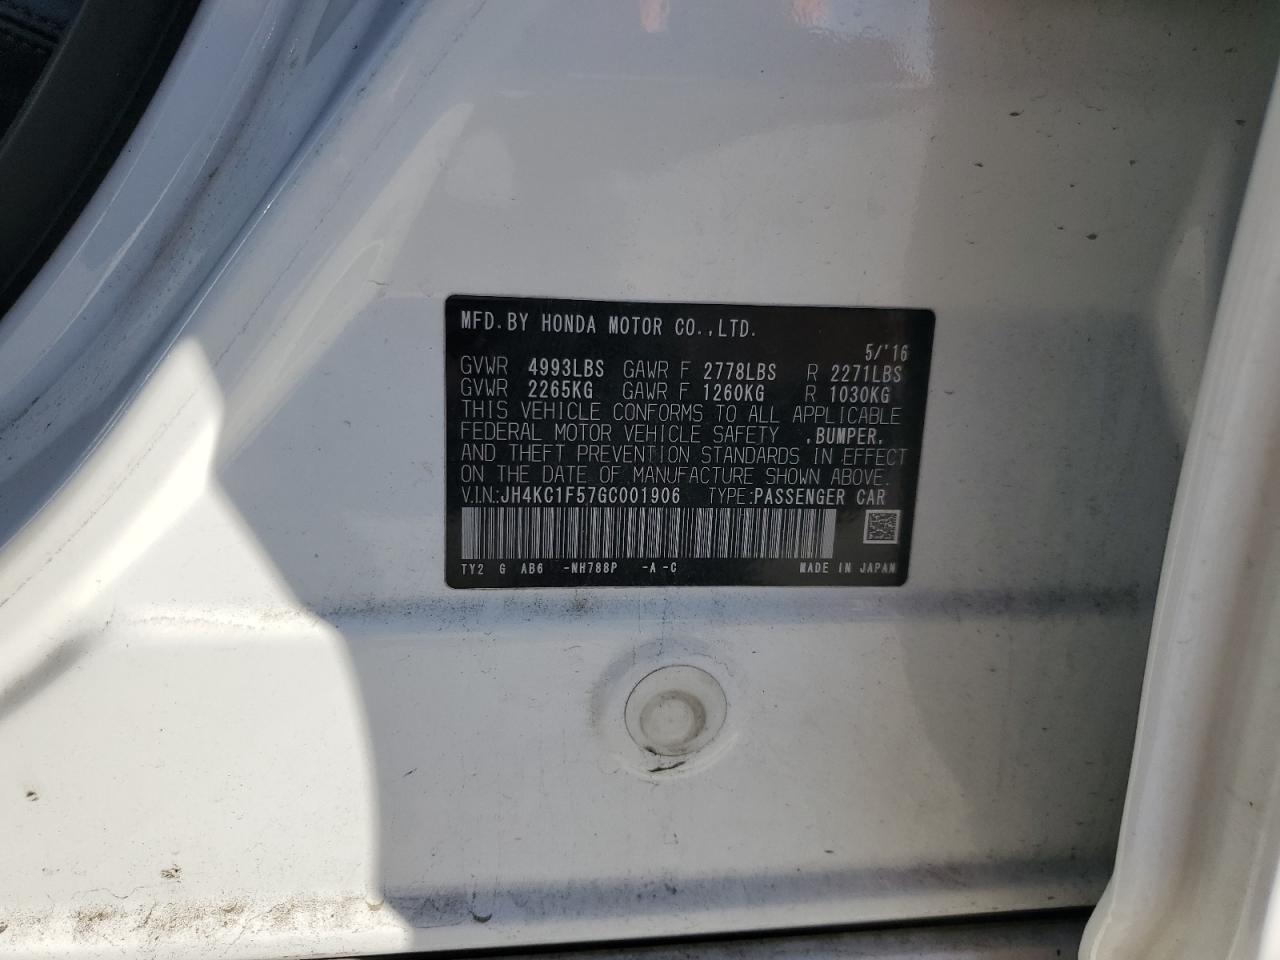 MFD.BY HONDA MOTOR CO.,LTD.
5/'16
GVWR 4993LBS GAWR F 2778LBS R 2271LBS
GVWR 2265KG GAWR F 1260KG R 1030KG
THIS VEHICLE CONFORMS TO ALL APPLICABLE
FEDERAL MOTOR VEHICLE SAFETY ,BUMPER,
AND THEFT PREVENTION STANDARDS IN EFFECT
ON THE DATE OF MANUFACTURE SHOWN ABOVE.
V.IN.:JH4KC1F57GC001906 TYPE:PASSENGER CAR
TY2 G AB6 -NH788P -A -C MADE IN JAPAN